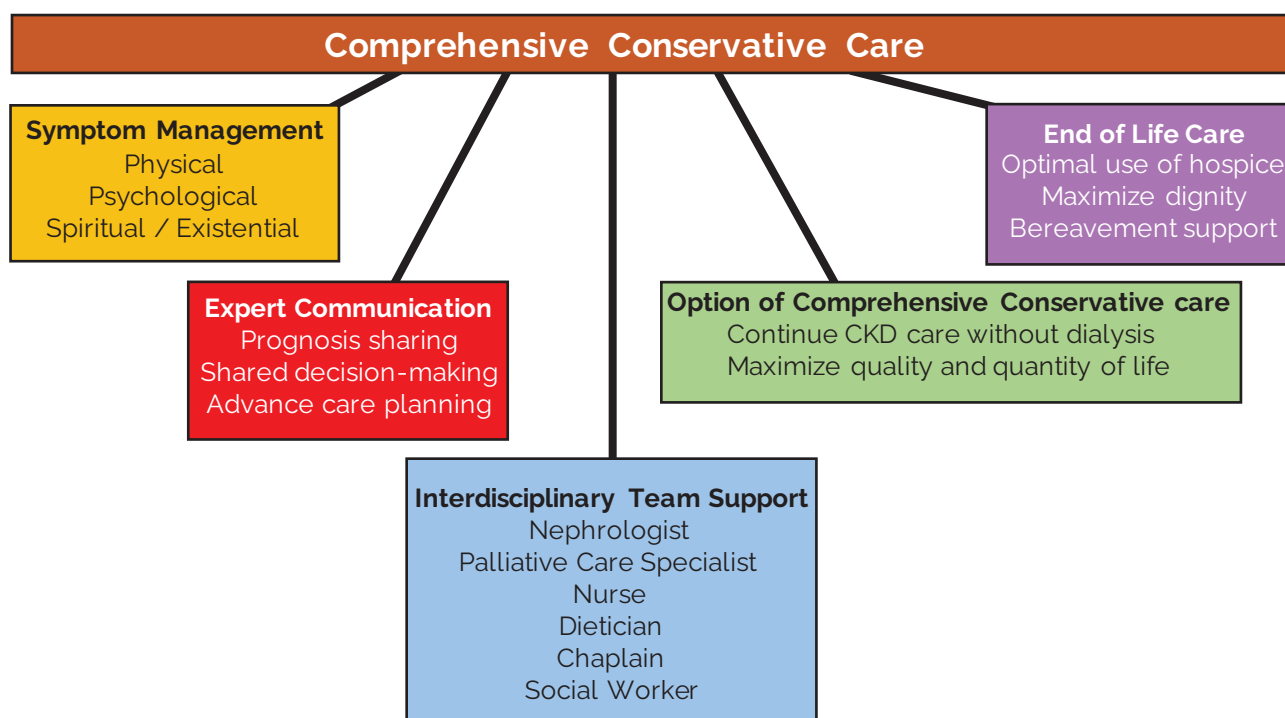 Comprehensive Conservative Care
Symptom Management
Physical
Psychological
Spiritual / Existential
Expert Communication
Prognosis sharing
Shared decision-making
Advance care planning
Interdisciplinary Team Support
Nephrologist
Palliative Care Specialist
Nurse
Dietician
Chaplain
Social Worker
Option of Comprehensive Conservative care
Continue CKD care without dialysis
Maximize quality and quantity of life
End of Life Care
Optimal use of hospice
Maximize dignity
Bereavement support